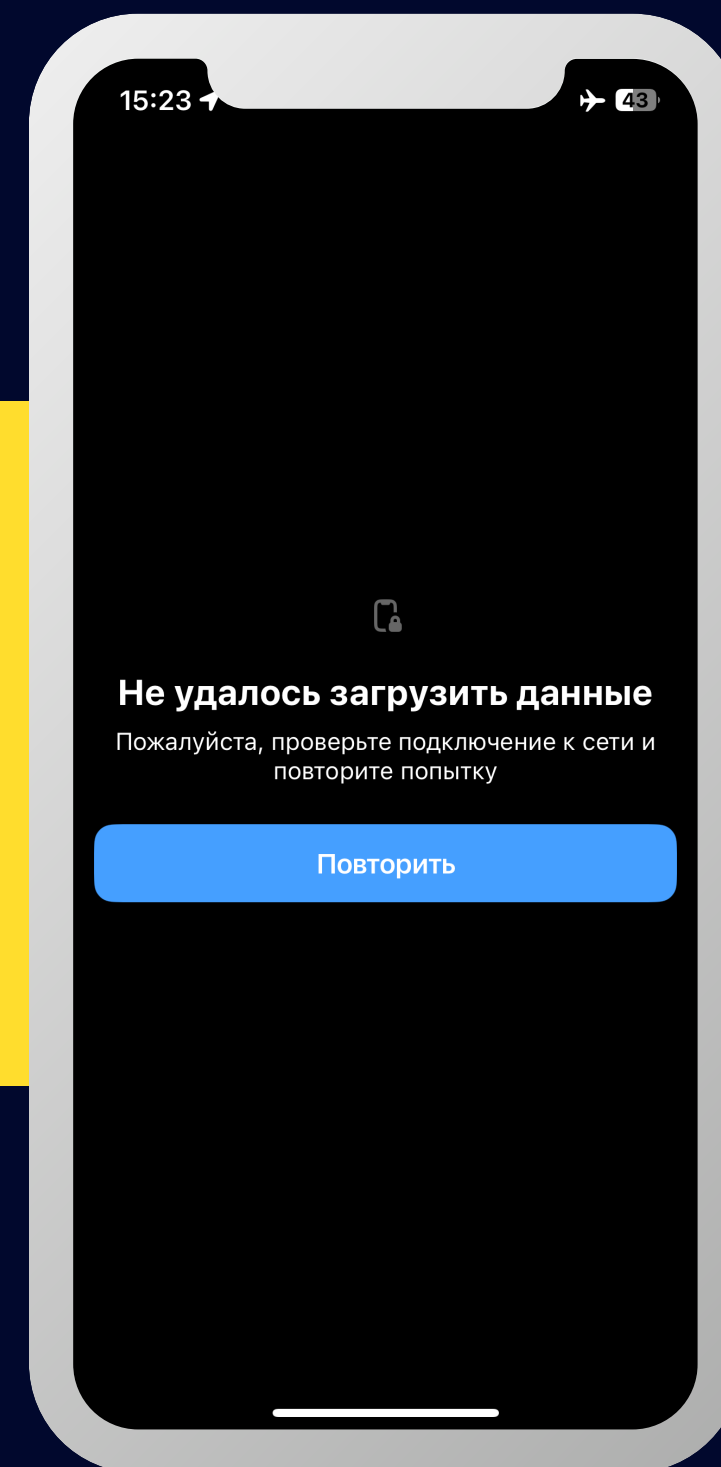 15:23
43
Не удалось загрузить данные
Пожалуйста, проверьте подключение к сети и
повторите попытку
Повторить